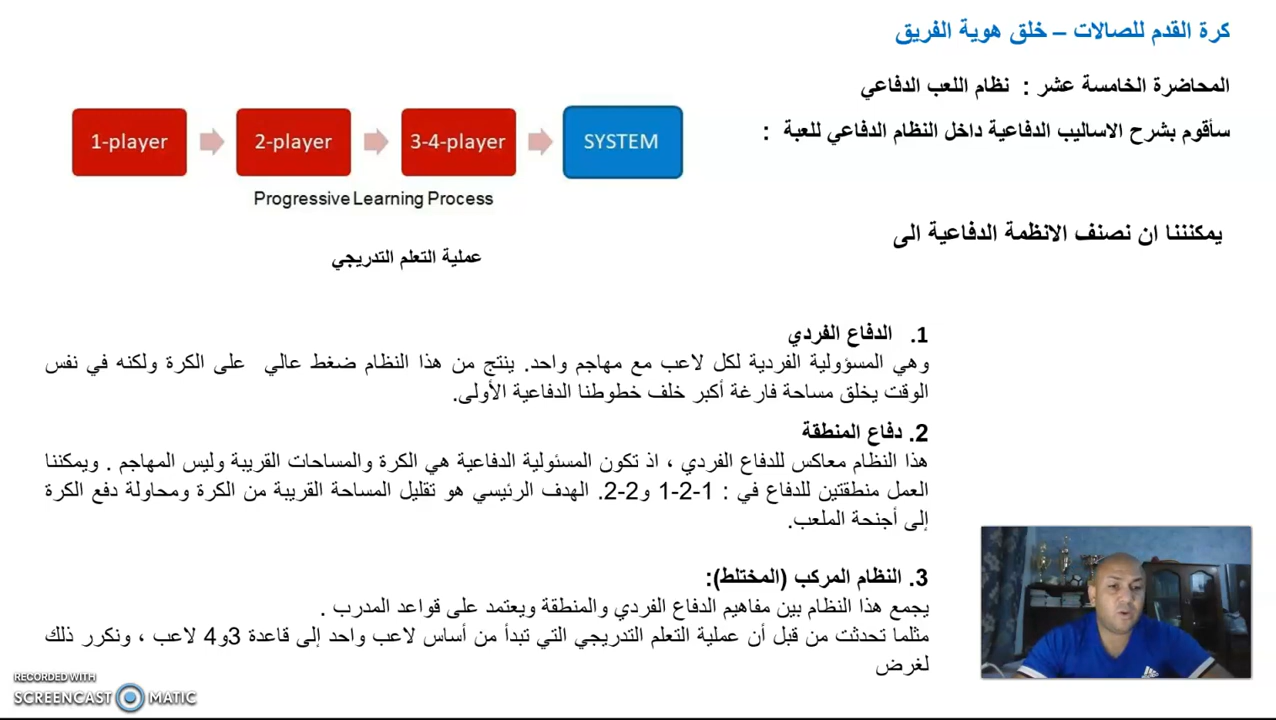 كرة القدم للصالات – خلق هوية الفريق
المحاضرة الخامسة عشر : نظام اللعب الدفاعي
سأقوم بشرح الاساليب الدفاعية داخل النظام الدفاعي للعبة :
1-player
2-player
3-4-player
SYSTEM
Progressive Learning Process
عملية التعلم التدريجي
يمكنننا ان نصنف الانظمة الدفاعية الى
1. الدفاع الفردي
وهي المسؤولية الفردية لكل لاعب مع مهاجم واحد. ينتج من هذا النظام ضغط عالي على الكرة ولكنه في نفس
الوقت يخلق مساحة فارغة أكبر خلف خطوطنا الدفاعية الأولى.
2. دفاع المنطقة
هذا النظام معاكس للدفاع الفردي ، اذ تكون المسئولية الدفاعية هي الكرة والمساحات القريبة وليس المهاجم . ويمكننا
العمل منطقتين للدفاع في : 1-2-1 و2-2. الهدف الرئيسي هو تقليل المساحة القريبة من الكرة ومحاولة دفع الكرة
إلى أجنحة الملعب.
3. النظام المركب (المختلط):
يجمع هذا النظام بين مفاهيم الدفاع الفردي والمنطقة ويعتمد على قواعد المدرب .
مثلما تحدثت من قبل أن عملية التعلم التدريجي التي تبدأ من أساس لاعب واحد إلى قاعدة 3و4 لاعب ، ونكرر ذلك
لغرض
RECORDED WITH
SCREENCAST MATIC